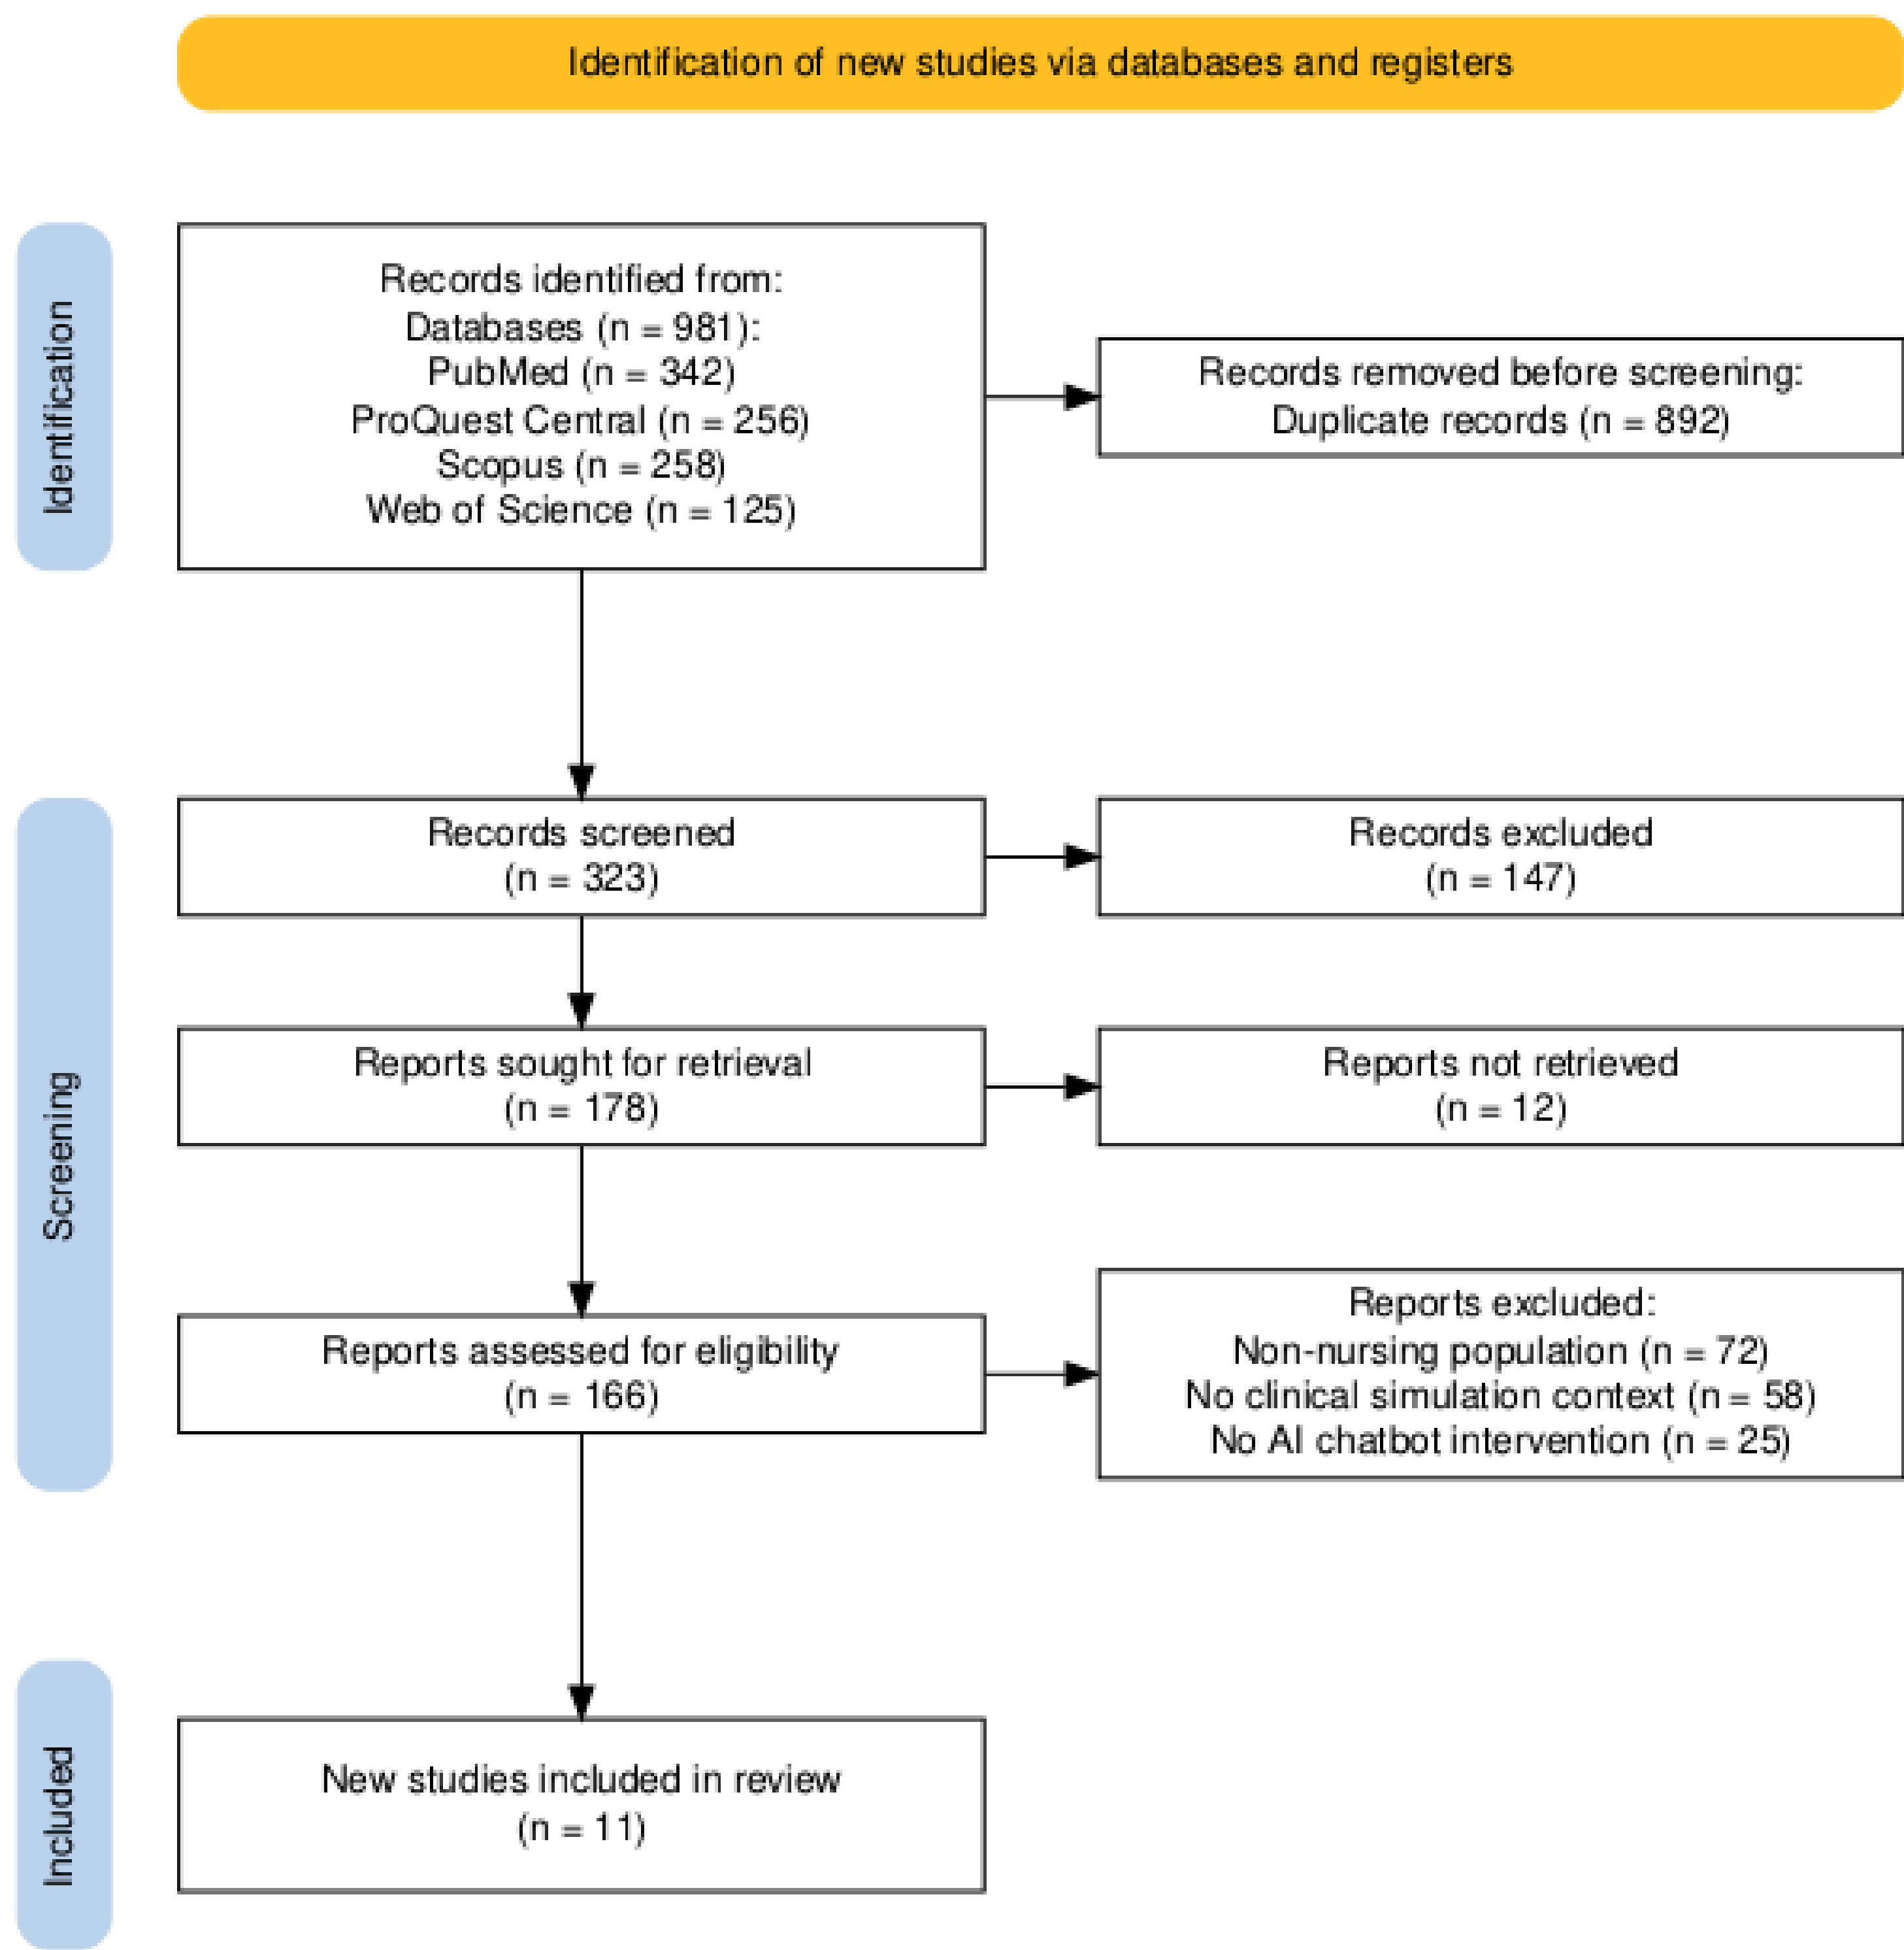 Identification of new studies via databases and registers
Identification
Records identified from:
Databases (n = 981):
PubMed (n = 342)
ProQuest Central (n = 256)
Scopus (n = 258)
Web of Science (n = 125)
Records removed before screening:
Duplicate records (n = 892)
Screening
Records screened
(n = 323)
Records excluded
(n = 147)
Reports sought for retrieval
(n = 178)
Reports not retrieved
(n = 12)
Reports assessed for eligibility
(n = 166)
Reports excluded:
Non-nursing population (n = 72)
No clinical simulation context (n = 58)
No AI chatbot intervention (n = 25)
Included
New studies included in review
(n = 11)